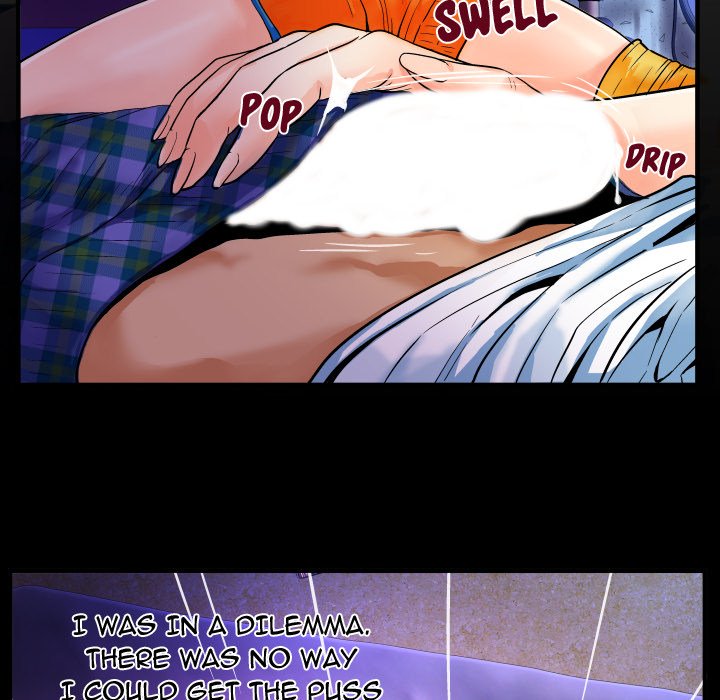 SWELL
POP
DRIP
I WAS IN A DILEMMA.
THERE WAS NO WAY
I COULD GET THE PUSS